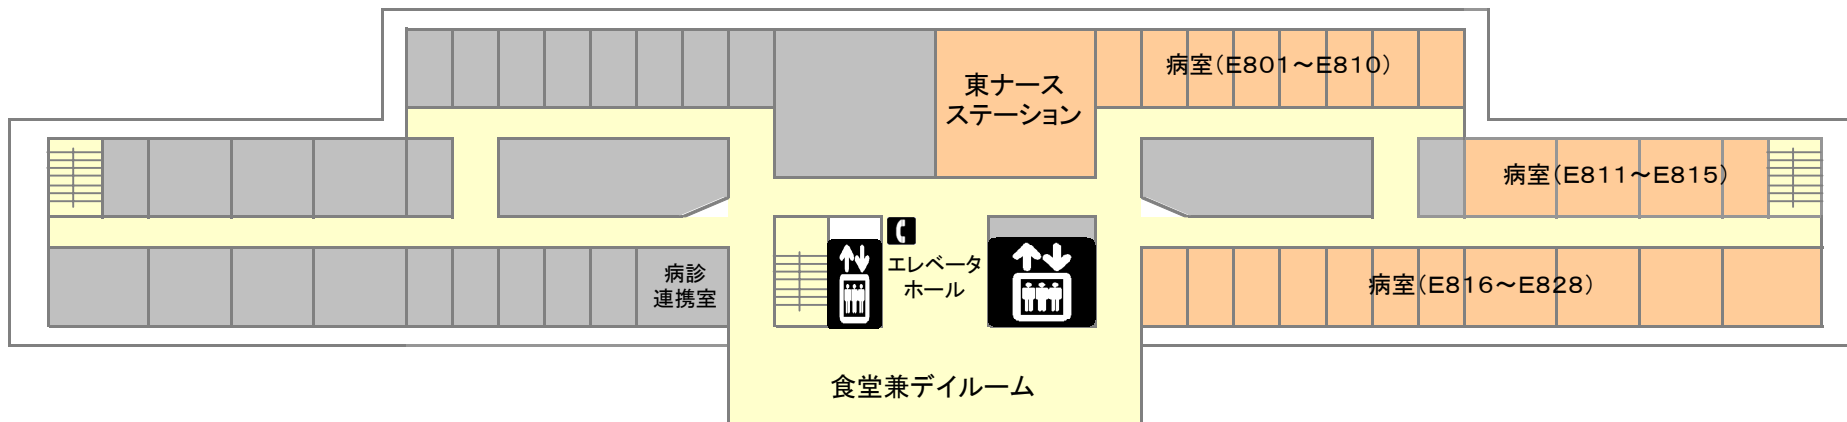 病室(E801～E810)
東ナース
ステーション
病室(E811～E815)
病診
連携室
エレベータ
ホール
病室(E816～E828)
食堂兼デイルーム